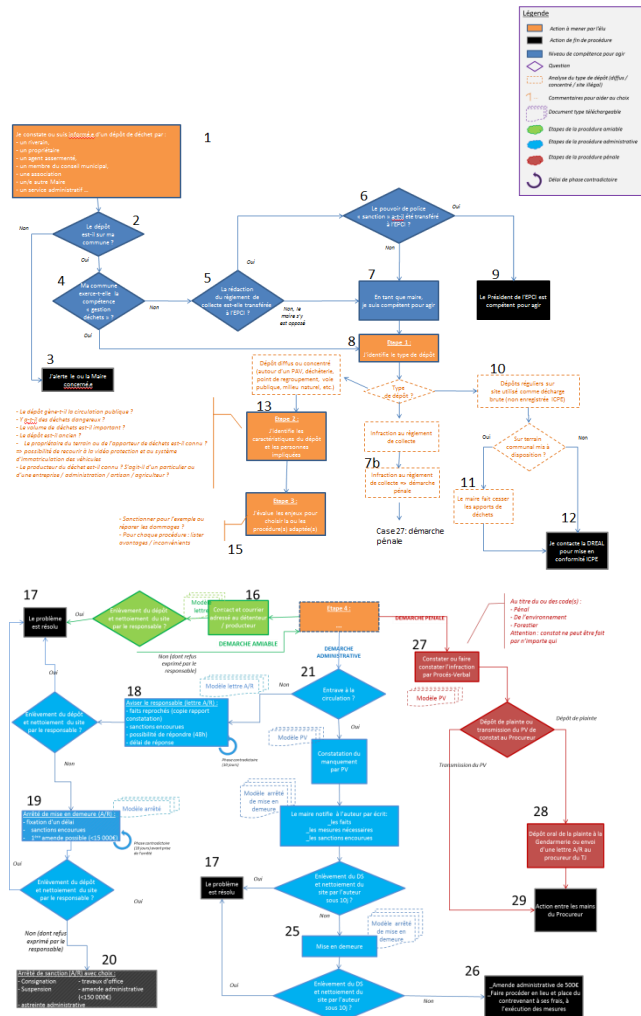 Légende
Action à mener par l'élu
Action de fin de procédure
Niveau de compétence pour agir
Question
Analyse du type de dépôt (diffus /
concentré / site illégal)
Commentaires pour aider au choix
Document type téléchargeable
Etapes de la procédure amiable
Etapes de la procédure administrative
Etapes de la procédure pénale
Délai de phase contradictoire
1
Je constate ou suis informé.e d'un dépôt de déchet par :
- un riverain,
- un propriétaire
- un agent assermenté,
- un membre du conseil municipal,
- une association
- un/e autre Maire
- un service administratif ...
2
Le dépôt
est-il sur ma
commune ?
Non
Oui
4
Ma commune
exerce-t-elle la
compétence
« gestion
déchets » ?
Non
Oui
5
La rédaction
du règlement de
collecte est-elle transférée
à l'EPCI ?
Oui
Non, le
maire s'y est
opposé
6
Le pouvoir de police
« sanction » a-t-il été transféré
à l'EPCI ?
Oui
Non
7
En tant que maire,
je suis compétent pour agir
9
Le Président de l'EPCI est
compétent pour agir
8
Etape 1 :
J'identifie le type de dépôt
3
J'alerte le ou la Maire
concerné.e
Dépôt diffus ou concentré
(autour d'un PAV, déchèterie,
point de regroupement, voie
publique, milieu naturel, etc.)
Type
de dépôt ?
10
Dépôts réguliers sur
site utilisé comme décharge
brute (non enregistrée ICPE)
- Le dépôt gêne-t-il la circulation publique ?
- Y a-t-il des déchets dangereux ?
- Le volume de déchets est-il important ?
- Le dépôt est-il ancien ?
- Le propriétaire du terrain ou de l'apporteur de déchets est-il connu ?
=> possibilité de recourir à la vidéo protection et au système
d'immatriculation des véhicules
- Le producteur du déchet est-il connu ? S'agit-il d'un particulier ou
d'une entreprise / administration / artisan / agriculteur ?
13
Etape 2 :
J'identifie les
caractéristiques du dépôt
et les personnes
impliquées
Infraction au règlement
de collecte
7b
Infraction au règlement
de collecte => démarche
pénale
Case 27: démarche
pénale
Oui
Sur terrain
communal mis à
disposition ?
Non
11
Le maire fait cesser
les apports de
déchets
12
Je contacte la DREAL
pour mise en
conformité ICPE
- Sanctionner pour l'exemple ou
réparer les dommages ?
- Pour chaque procédure : lister
avantages / inconvénients
Etape 3 :
J'évalue les enjeux pour
choisir la ou les
procédure(s) adaptée(s)
15
17
Le problème
est résolu
Oui
Enlèvement du dépôt
et nettoiement du site
par le responsable ?
Modèle
lettre
16
Contact et courrier
adressé au détenteur
/ producteur
DEMARCHE AMIABLE
Non (dont refus
exprimé par le
responsable)
Etape 4 :
...
DEMARCHE
ADMINISTRATIVE
DEMARCHE PENALE
27
Constater ou faire
constater l'infraction
par Procès-Verbal
Modèle PV
Au titre du ou des code(s) :
- Pénal
- De l'environnement
- Forestier
Attention : constat ne peut être fait
par n'importe qui
21
Entrave à la
circulation ?
Non
Oui
Modèle lettre A/R
18
Aviser le responsable (lettre A/R) :
- faits reprochés (copie rapport
constatation)
- sanctions encourues
- possibilité de répondre (48h)
- délai de réponse
Oui
Enlèvement du dépôt
et nettoiement du site
par le responsable ?
Non
Modèle PV
Constatation du
manquement par
PV
Modèle arrêté
de mise en
demeure
Le maire notifie à l'auteur par écrit:
_les faits
_les mesures nécessaires
_les sanctions encourues
Dépôt de plainte ou
transmission du PV de
constat au Procureur
Dépôt de plainte
Transmission du PV
28
Dépôt oral de la plainte à la
Gendarmerie ou envoi
d'une lettre A/R au
procureur du TJ
29
Action entre les mains
du Procureur
19
Modèle arrêté
Arrêté de mise en demeure (A/R)
- fixation d'un délai
- sanctions encourues
- 1ère amende possible (<15 000€)
Oui
Enlèvement du dépôt et
nettoiement du site
par le responsable ?
Oui
Non (dont refus
exprimé par le
responsable)
20
Arrêté de sanction (A/R) avec choix :
- Consignation - travaux d'office
- Suspension - amende administrative
(<150 000€)
- astreinte administrative
17
Le problème
est résolu
Oui
Enlèvement du DS
et nettoiement du
site par l'auteur
sous 10j ?
Non
Modèle arrêté
de mise en
demeure
25
Mise en demeure
Oui
Enlèvement du DS
et nettoiement du
site par l'auteur
sous 10j ?
Non
26
_Amende administrative de 500€
_Faire procéder en lieu et place du
contrevenant à ses frais, à
l'exécution des mesures